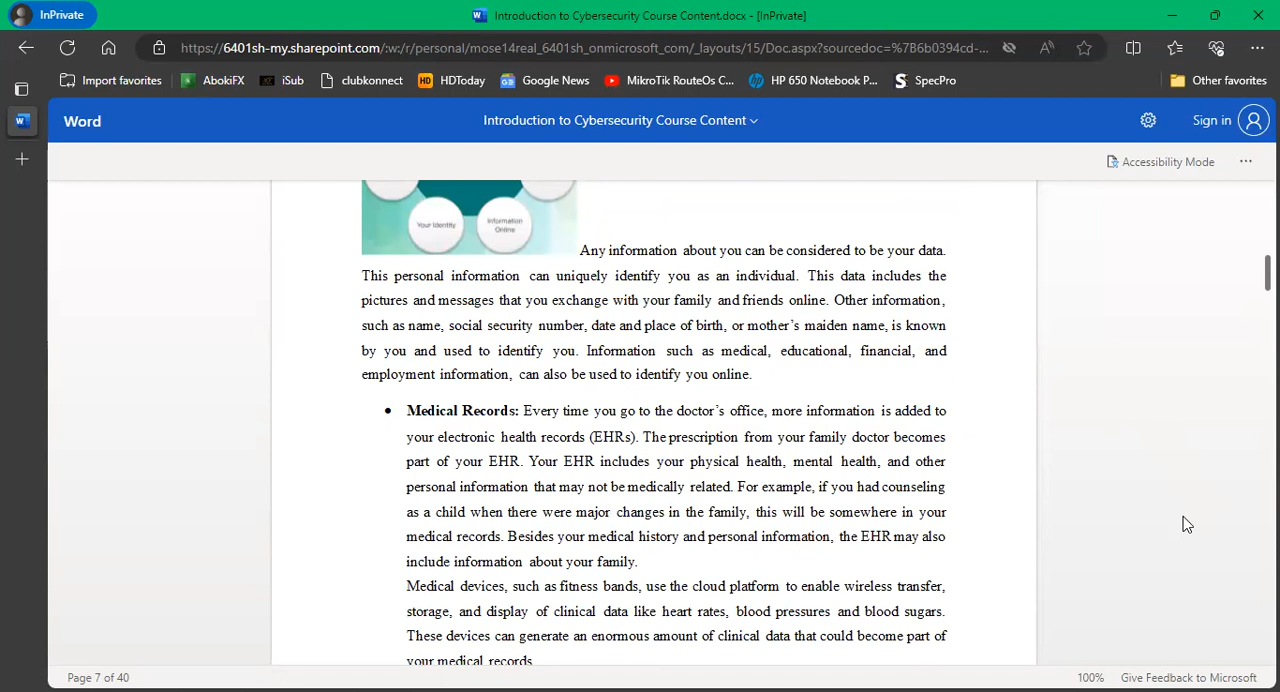 InPrivate
Introduction to Cybersecurity Course Content.docx - [InPrivate]
https://6401sh-my.sharepoint.com/:w:/r/personal/mose14real_6401sh_onmicrosoft_com/_layouts/15/Doc.aspx?sourcedoc=%7B6b0394cd-...
Import favorites AbokiFX iSub clubkonnect HDToday Google News MikroTik RouteOs C... HP 650 Notebook P... SpecPro Other favorites
Word Introduction to Cybersecurity Course Content Sign in
Accessibility Mode
Your Identity
Information
Online
Any information about you can be considered to be your data.
This personal information can uniquely identify you as an individual. This data includes the
pictures and messages that you exchange with your family and friends online. Other information,
such as name, social security number, date and place of birth, or mother’s maiden name, is known
by you and used to identify you. Information such as medical, educational, financial, and
employment information, can also be used to identify you online.
• Medical Records: Every time you go to the doctor’s office, more information is added to
your electronic health records (EHRs). The prescription from your family doctor becomes
part of your EHR. Your EHR includes your physical health, mental health, and other
personal information that may not be medically related. For example, if you had counseling
as a child when there were major changes in the family, this will be somewhere in your
medical records. Besides your medical history and personal information, the EHR may also
include information about your family.
Medical devices, such as fitness bands, use the cloud platform to enable wireless transfer,
storage, and display of clinical data like heart rates, blood pressures and blood sugars.
These devices can generate an enormous amount of clinical data that could become part of
your medical records.
Page 7 of 40 100% Give Feedback to Microsoft